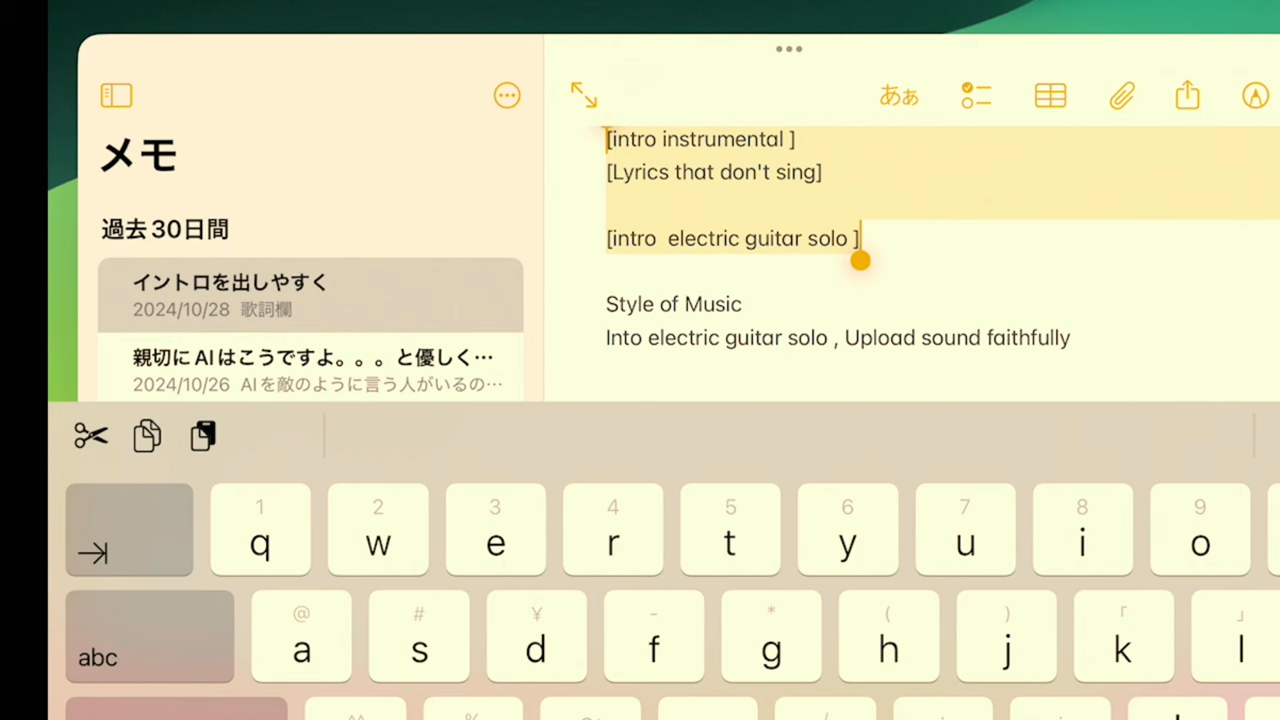 メモ
過去30日間
イントロを出しやすく
2024/10/28 歌詞欄
親切にAIはこうですよ。。。と優しく…
2024/10/26 AIを敵のように言う人がいるの…
あぁ
[intro instrumental ]
[Lyrics that don't sing]
[intro  electric guitar solo ]
Style of Music
Into electric guitar solo , Upload sound faithfully
1 2 3 4 5 6 7 8 9
q w e r t y u i o
@ # ¥ - * ( ) 「 」
abc a s d f g h j k l
^^ % /